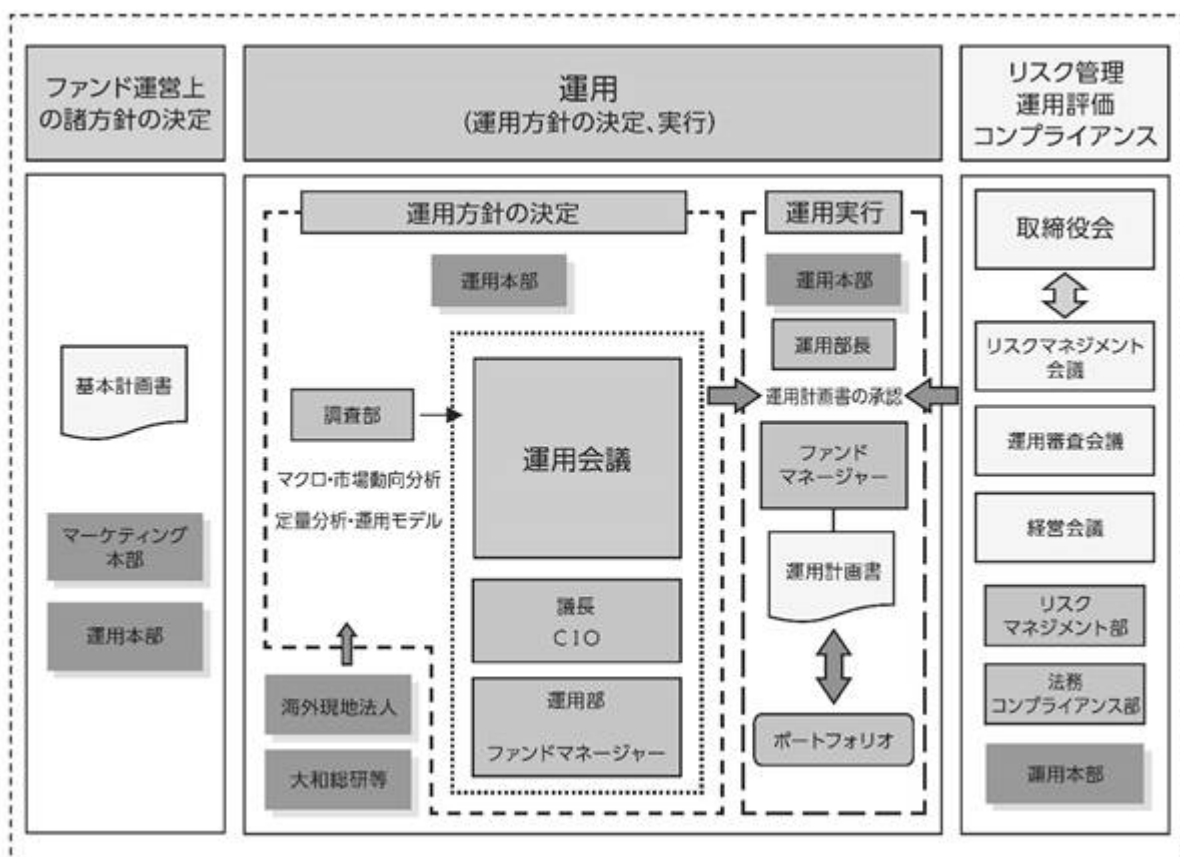 ファンド運営上
の諸方針の決定
運用
(運用方針の決定、実行)
リスク管理
運用評価
コンプライアンス
基本計画書
マーケティング
本部
運用本部
運用方針の決定
運用本部
調査部
マクロ・市場動向分析
定量分析・運用モデル
運用会議
議長
CIO
運用部
ファンドマネージャー
海外現地法人
大和総研等
運用実行
運用本部
運用部長
運用計画書の承認
ファンド
マネージャー
運用計画書
ポートフォリオ
取締役会
リスクマネジメント
会議
運用審査会議
経営会議
リスク
マネジメント部
法務
コンプライアンス部
運用本部